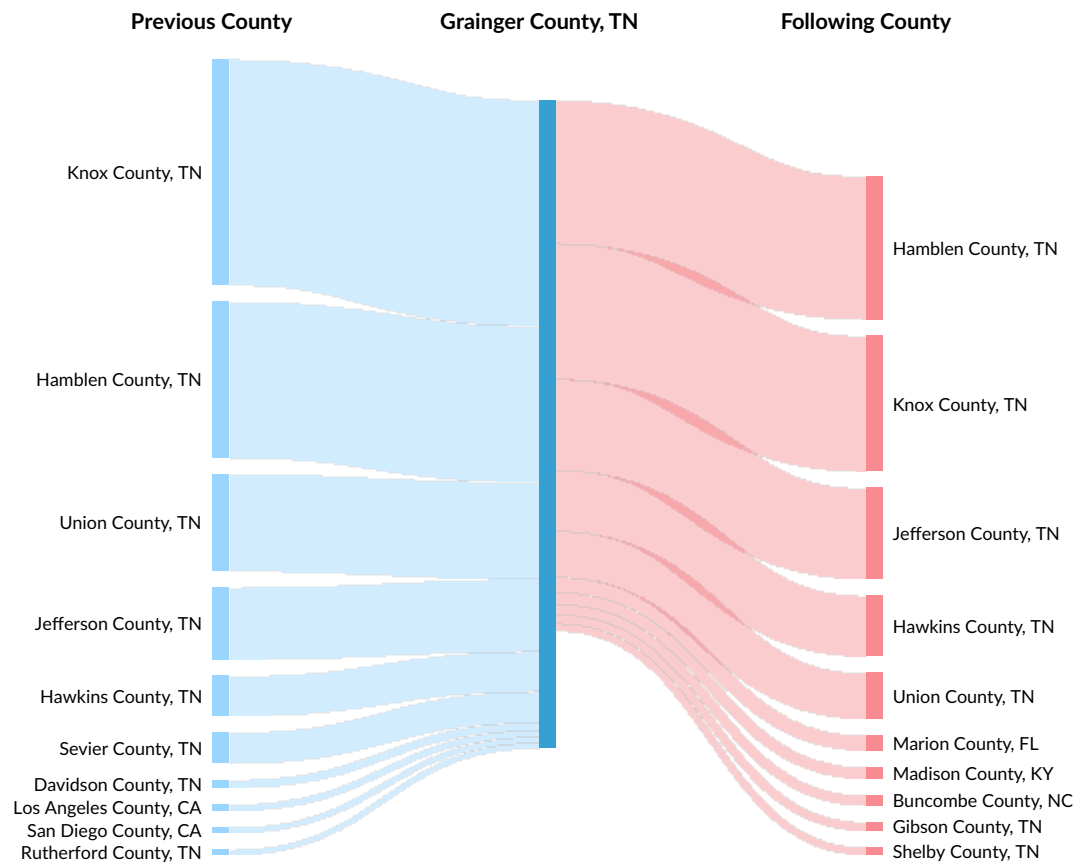 Previous County
Grainger County, TN
Following County
Knox County, TN
Hamblen County, TN
Union County, TN
Jefferson County, TN
Hawkins County, TN
Sevier County, TN
Davidson County, TN
Los Angeles County, CA
San Diego County, CA
Rutherford County, TN
Hamblen County, TN
Knox County, TN
Jefferson County, TN
Hawkins County, TN
Union County, TN
Marion County, FL
Madison County, KY
Buncombe County, NC
Gibson County, TN
Shelby County, TN